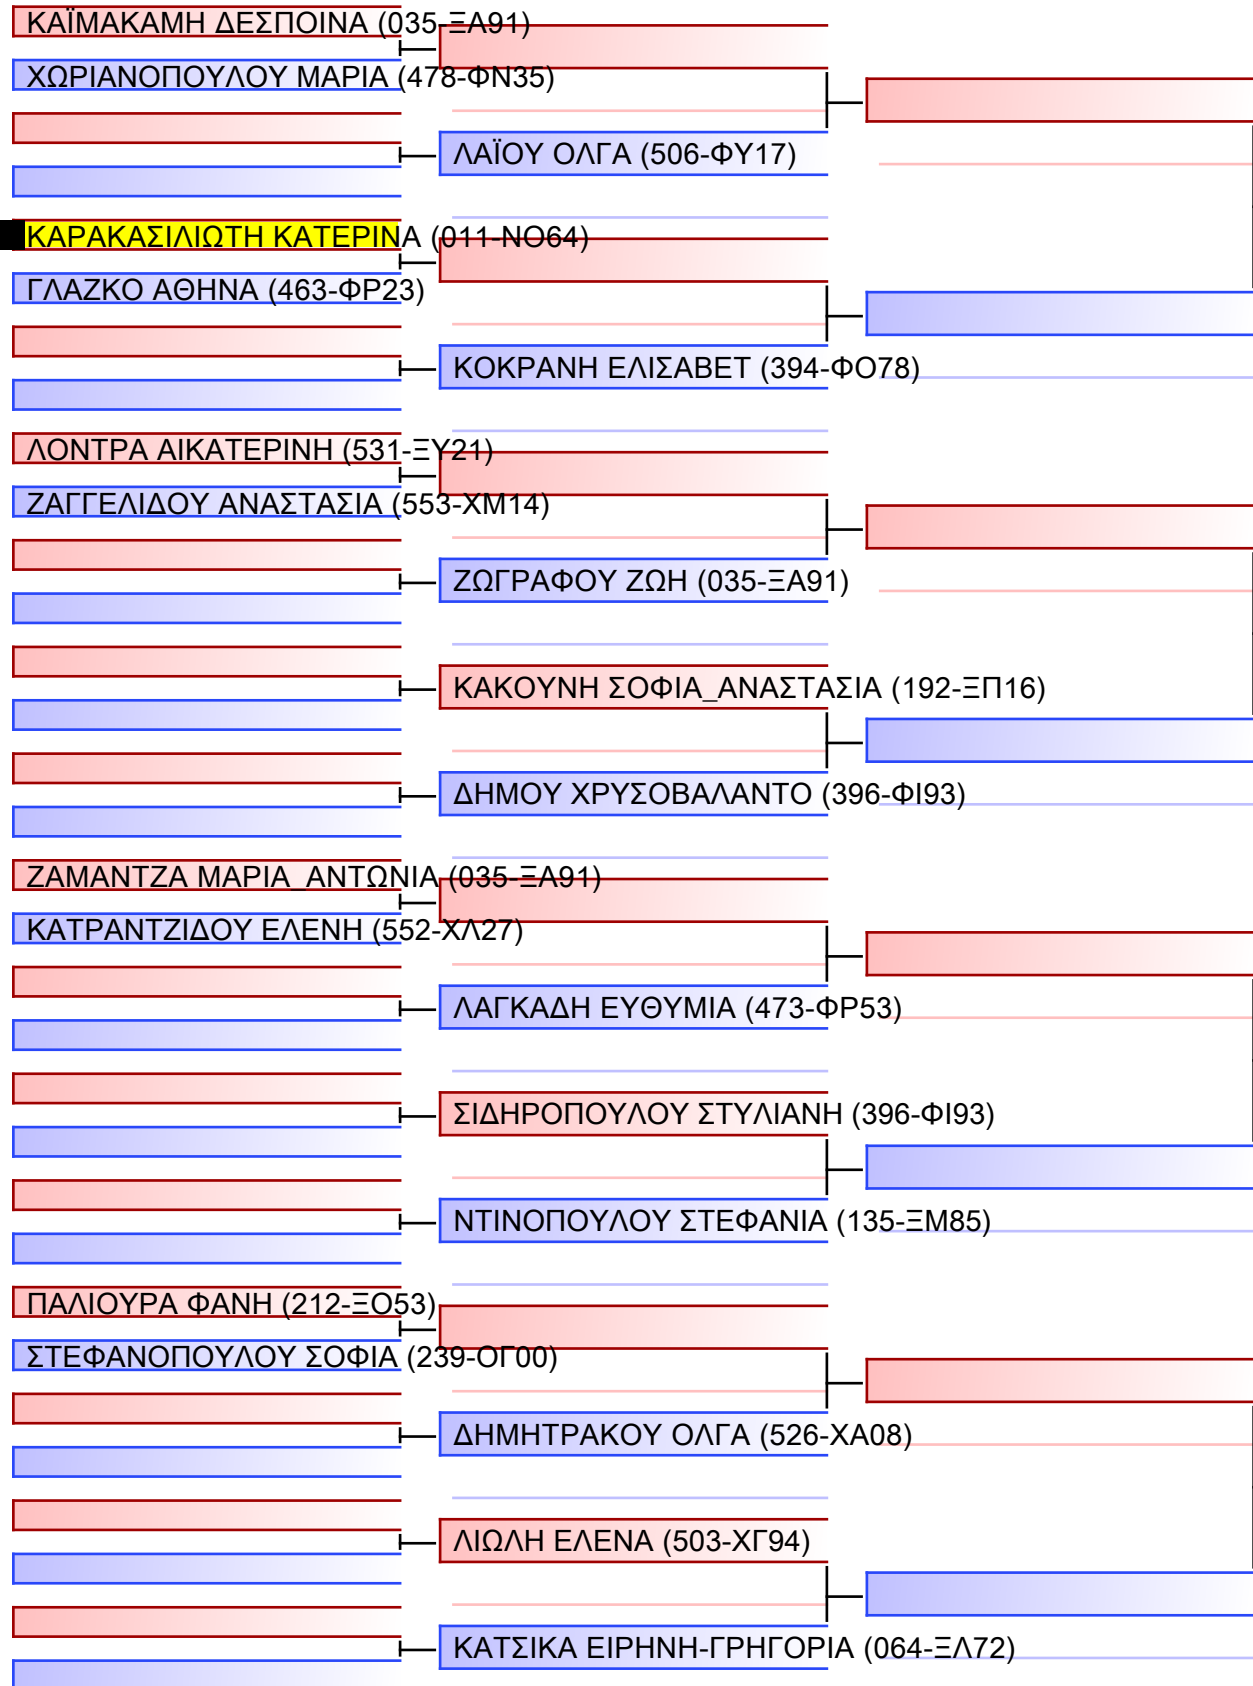 ΚΑΪΜΑΚΑΜΗ ΔΕΣΠΟΙΝΑ (035-ΞΑ91)
ΧΩΡΙΑΝΟΠΟΥΛΟΥ ΜΑΡΙΑ (478-ΦΝ35)
ΛΑΪΟΥ ΟΛΓΑ (506-ΦΥ17)
ΚΑΡΑΚΑΣΙΛΙΩΤΗ ΚΑΤΕΡΙΝΑ (011-ΝΟ64)
ΓΛΑΖΚΟ ΑΘΗΝΑ (463-ΦΡ23)
ΚΟΚΡΑΝΗ ΕΛΙΣΑΒΕΤ (394-ΦΟ78)
ΛΟΝΤΡΑ ΑΙΚΑΤΕΡΙΝΗ (531-ΞΥ21)
ΖΑΓΓΕΛΙΔΟΥ ΑΝΑΣΤΑΣΙΑ (553-ΧΜ14)
ΖΩΓΡΑΦΟΥ ΖΩΗ (035-ΞΑ91)
ΚΑΚΟΥΝΗ ΣΟΦΙΑ_ΑΝΑΣΤΑΣΙΑ (192-ΞΠ16)
ΔΗΜΟΥ ΧΡΥΣΟΒΑΛΑΝΤΟ (396-ΦΙ93)
ΖΑΜΑΝΤΖΑ ΜΑΡΙΑ_ΑΝΤΩΝΙΑ (035-ΞΑ91)
ΚΑΤΡΑΝΤΖΙΔΟΥ ΕΛΕΝΗ (552-ΧΛ27)
ΛΑΓΚΑΔΗ ΕΥΘΥΜΙΑ (473-ΦΡ53)
ΣΙΔΗΡΟΠΟΥΛΟΥ ΣΤΥΛΙΑΝΗ (396-ΦΙ93)
ΝΤΙΝΟΠΟΥΛΟΥ ΣΤΕΦΑΝΙΑ (135-ΞΜ85)
ΠΑΛΙΟΥΡΑ ΦΑΝΗ (212-ΞΟ53)
ΣΤΕΦΑΝΟΠΟΥΛΟΥ ΣΟΦΙΑ (239-ΟΓ00)
ΔΗΜΗΤΡΑΚΟΥ ΟΛΓΑ (526-ΧΑ08)
ΛΙΩΛΗ ΕΛΕΝΑ (503-ΧΓ94)
ΚΑΤΣΙΚΑ ΕΙΡΗΝΗ-ΓΡΗΓΟΡΙΑ (064-ΞΛ72)